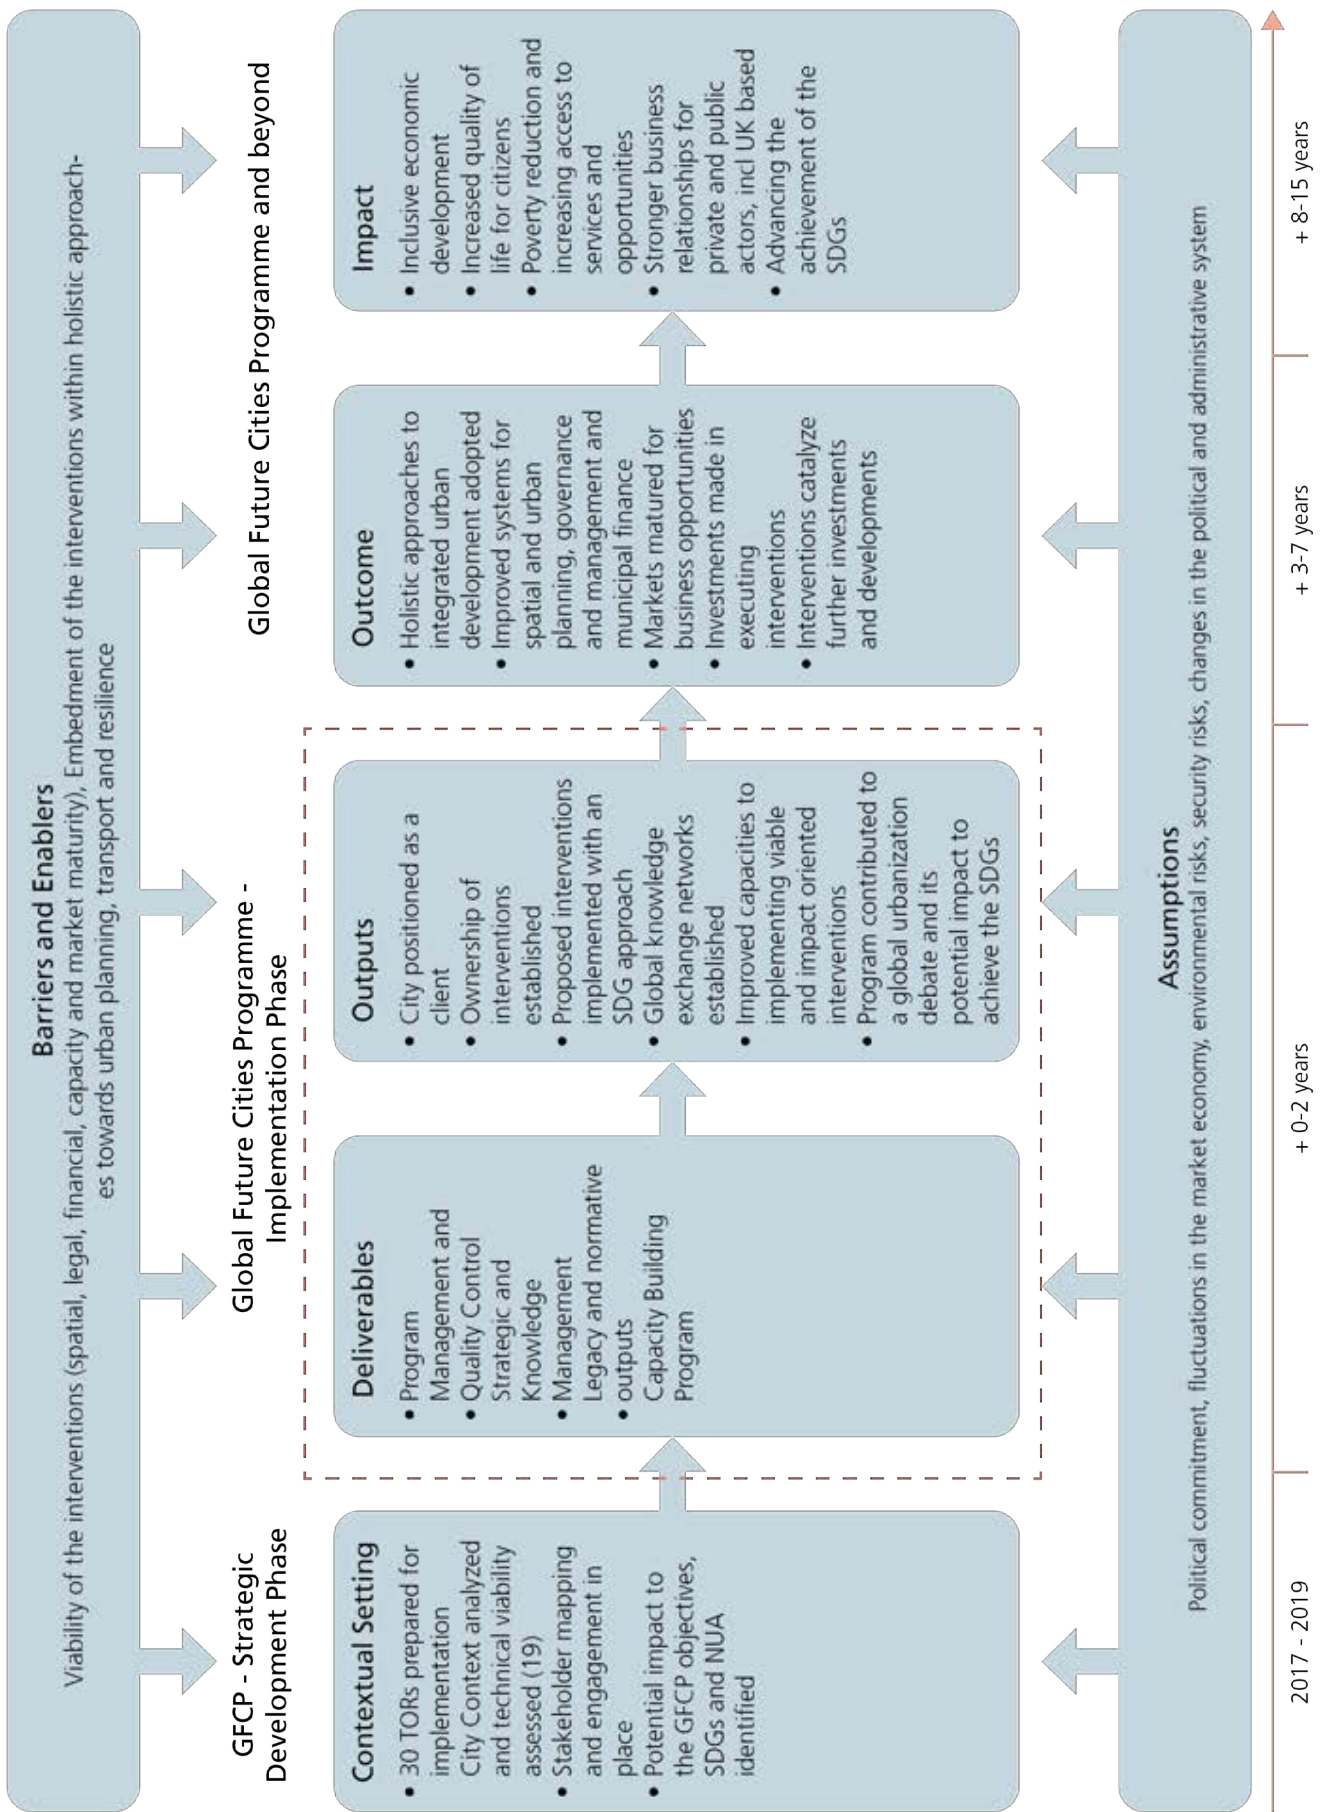 Barriers and Enablers
Viability of the interventions (spatial, legal, financial, capacity and market maturity), Embedment of the interventions within holistic approach-
es towards urban planning, transport and resilience
GFCP - Strategic
Development Phase
Global Future Cities Programme -
Implementation Phase
Global Future Cities Programme and beyond
Contextual Setting
• 30 TORs prepared for
implementation
City Context analyzed
and technical viability
assessed (19)
• Stakeholder mapping
and engagement in
place
• Potential impact to
the GFCP objectives,
SDGs and NUA
identified
Deliverables
• Program
Management and
• Quality Control
Strategic and
Knowledge
• Management
Legacy and normative
• outputs
Capacity Building
Program
Outputs
• City positioned as a
client
• Ownership of
interventions
established
• Proposed interventions
implemented with an
SDG approach
• Global knowledge
exchange networks
established
• Improved capacities to
implementing viable
and impact oriented
interventions
• Program contributed to
a global urbanization
debate and its
potential impact to
achieve the SDGs
Outcome
• Holistic approaches to
integrated urban
development adopted
• Improved systems for
spatial and urban
planning, governance
and management and
municipal finance
• Markets matured for
business opportunities
• Investments made in
executing
interventions
• Interventions catalyze
further investments
and developments
Impact
• Inclusive economic
development
• Increased quality of
life for citizens
• Poverty reduction and
increasing access to
services and
opportunities
• Stronger business
relationships for
private and public
actors, incl UK based
• Advancing the
achievement of the
SDGs
Assumptions
Political commitment, fluctuations in the market economy, environmental risks, security risks, changes in the political and administrative system
2017 - 2019
+ 0-2 years
+ 3-7 years
+ 8-15 years